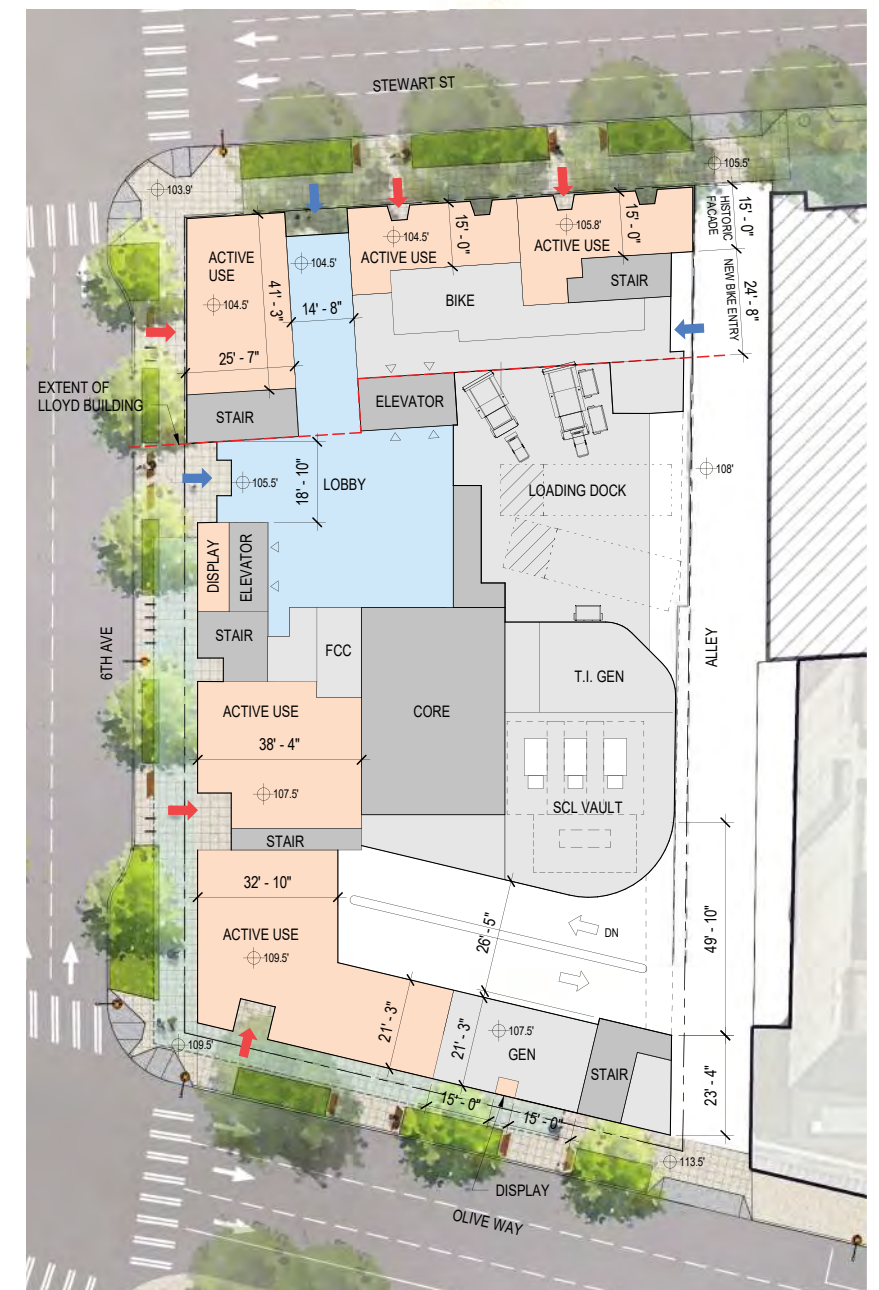 STEWART ST
103.9'
105.5'
15' - 0"
HISTORIC
FACADE
ACTIVE
USE
104.5'
41' - 3"
25' - 7"
104.5'
14' - 8"
104.5'
ACTIVE USE
15' - 0"
105.8'
ACTIVE USE
15' - 0"
BIKE
STAIR
24' - 8"
NEW BIKE ENTRY
EXTENT OF
LLOYD BUILDING
STAIR
ELEVATOR
105.5'
18' - 10"
LOBBY
LOADING DOCK
108'
DISPLAY
ELEVATOR
STAIR
FCC
6TH AVE
ALLEY
T.I. GEN
ACTIVE USE
38' - 4"
107.5'
CORE
SCL VAULT
STAIR
32' - 10"
ACTIVE USE
109.5'
26' - 5"
DN
49' - 10"
21' - 3"
21' - 3"
107.5'
GEN
STAIR
23' - 4"
109.5'
15' - 0"
15' - 0"
113.5'
DISPLAY
OLIVE WAY